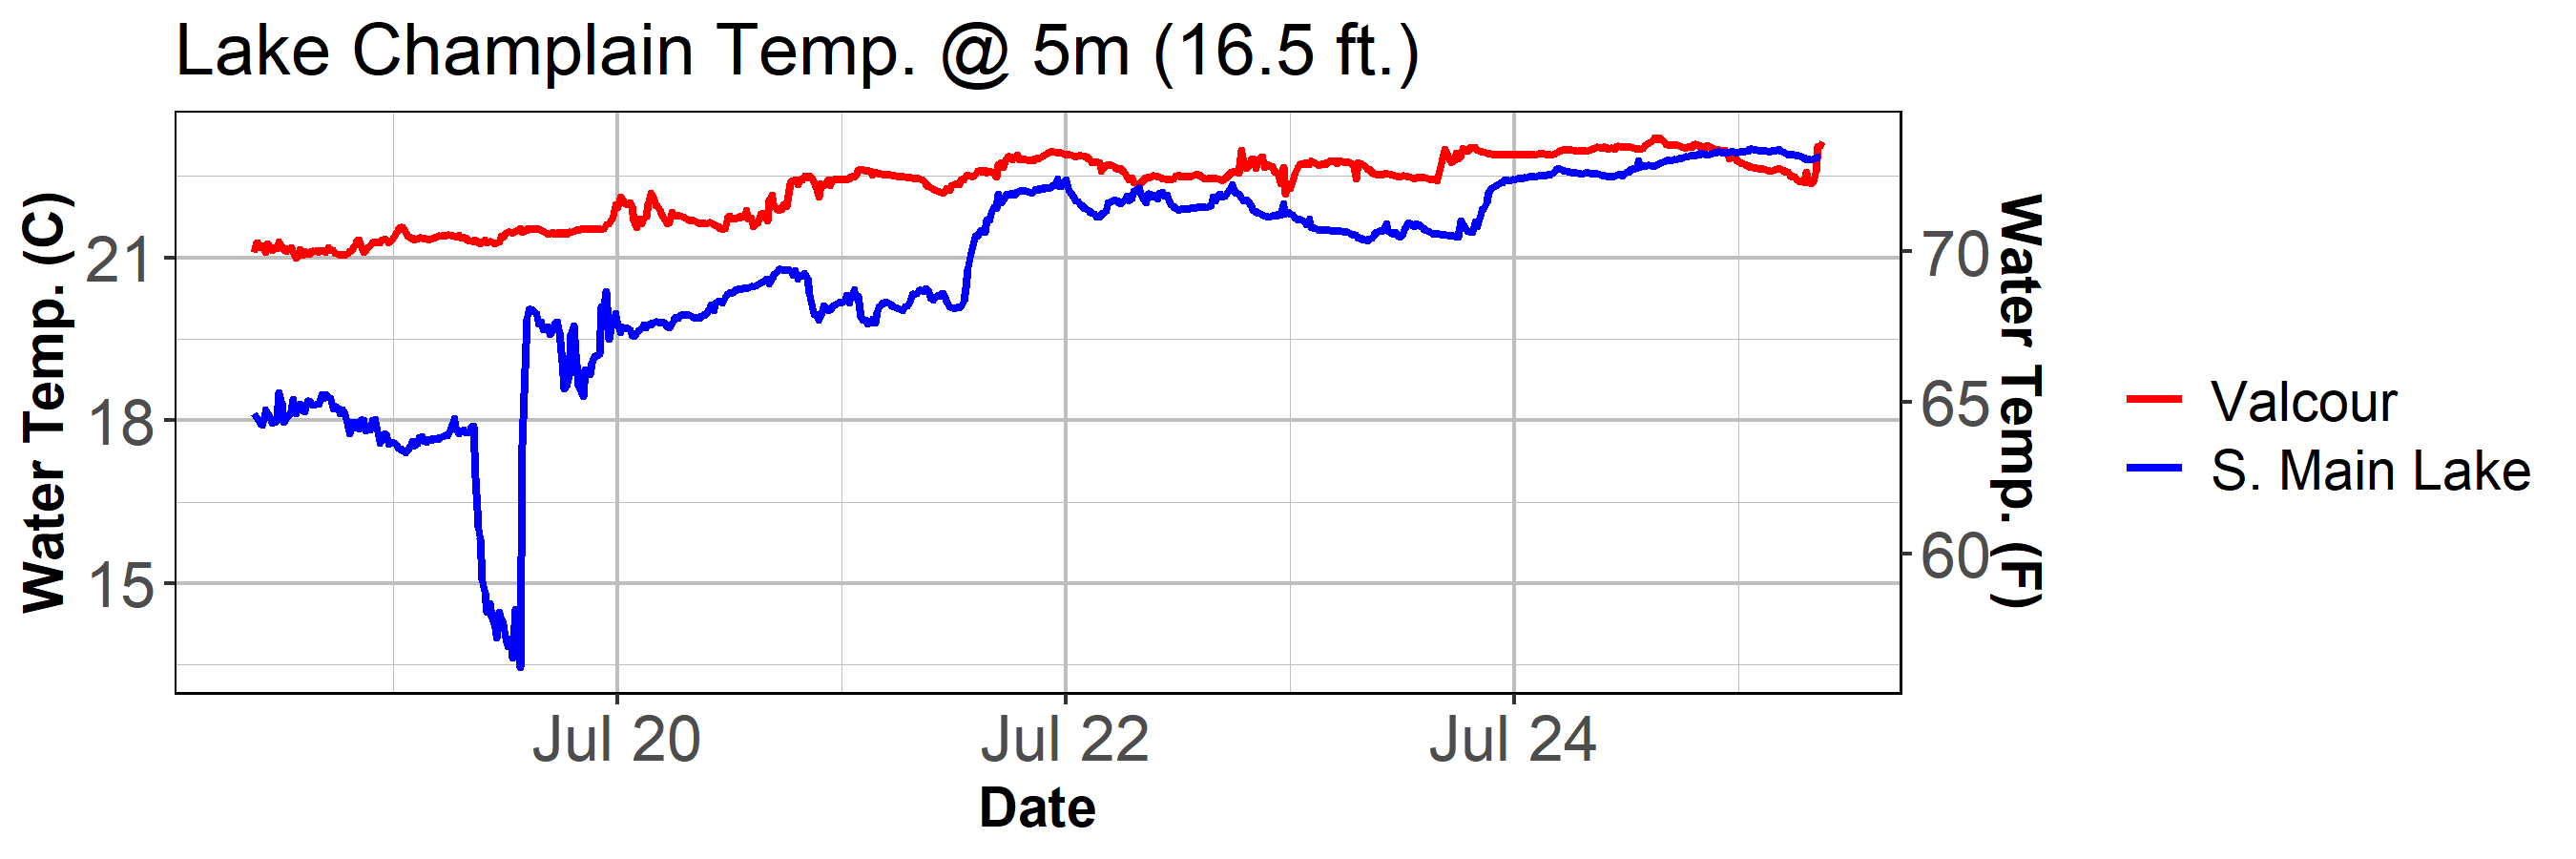 Lake Champlain Temp. @ 5m (16.5 ft.)
Water Temp. (C)
21
18
15
70
65
60
Water Temp. (F)
Valcour
S. Main Lake
Jul 20
Jul 22
Jul 24
Date